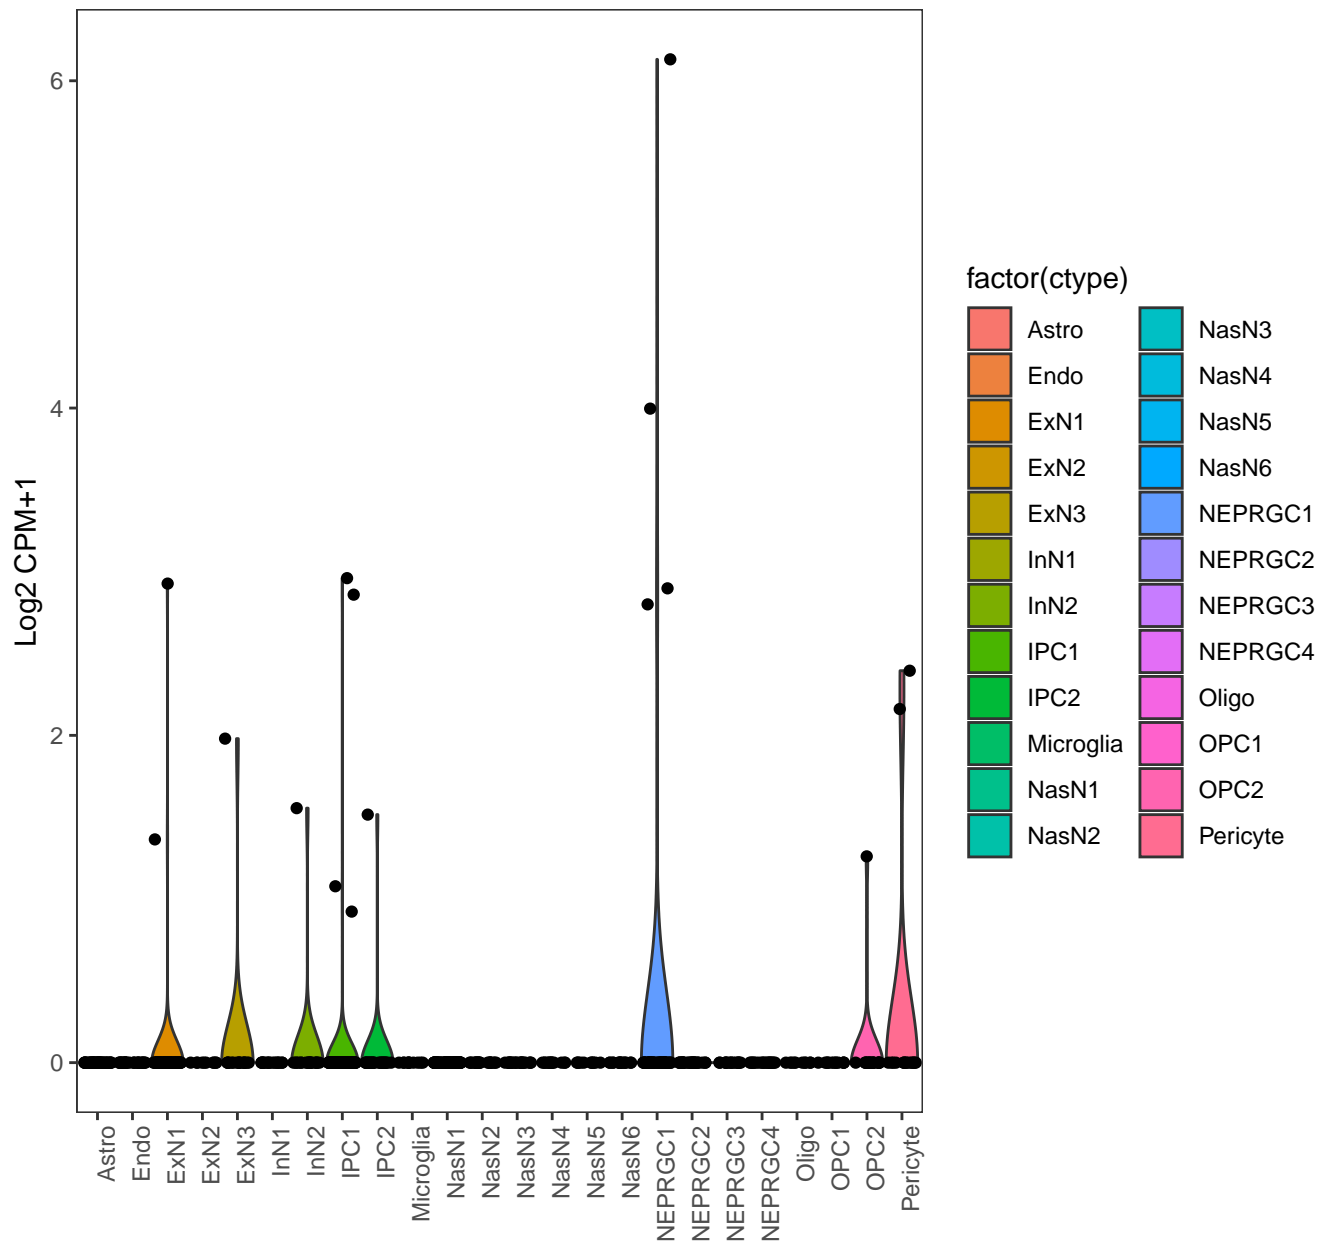 6
4
2
0
Log2 CPM+1
Astro
Endo
ExN1
ExN2
ExN3
InN1
InN2
IPC1
IPC2
Microglia
NasN1
NasN2
NasN3
NasN4
NasN5
NasN6
NEPRGC1
NEPRGC2
NEPRGC3
NEPRGC4
Oligo
OPC1
OPC2
Pericyte
factor(ctype)
Astro
Endo
ExN1
ExN2
ExN3
InN1
InN2
IPC1
IPC2
Microglia
NasN1
NasN2
NasN3
NasN4
NasN5
NasN6
NEPRGC1
NEPRGC2
NEPRGC3
NEPRGC4
Oligo
OPC1
OPC2
Pericyte